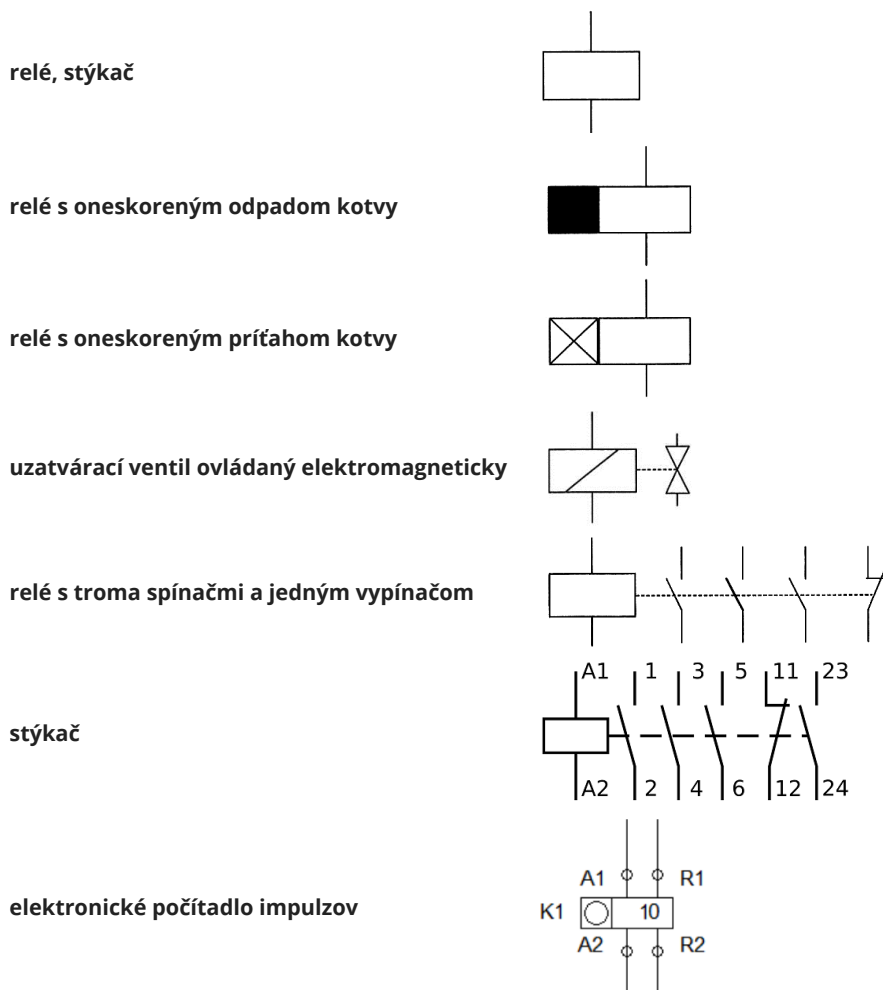 relé, stýkač
relé s oneskoreným odpadom kotvy
relé s oneskoreným príťahom kotvy
uzatvárací ventil ovládaný elektromagneticky
relé s troma spínačmi a jedným vypínačom
A1 1 3 5 11 23
stýkač
A2 2 4 6 12 24
A1 R1
elektronické počítadlo impulzov K1 10
A2 R2